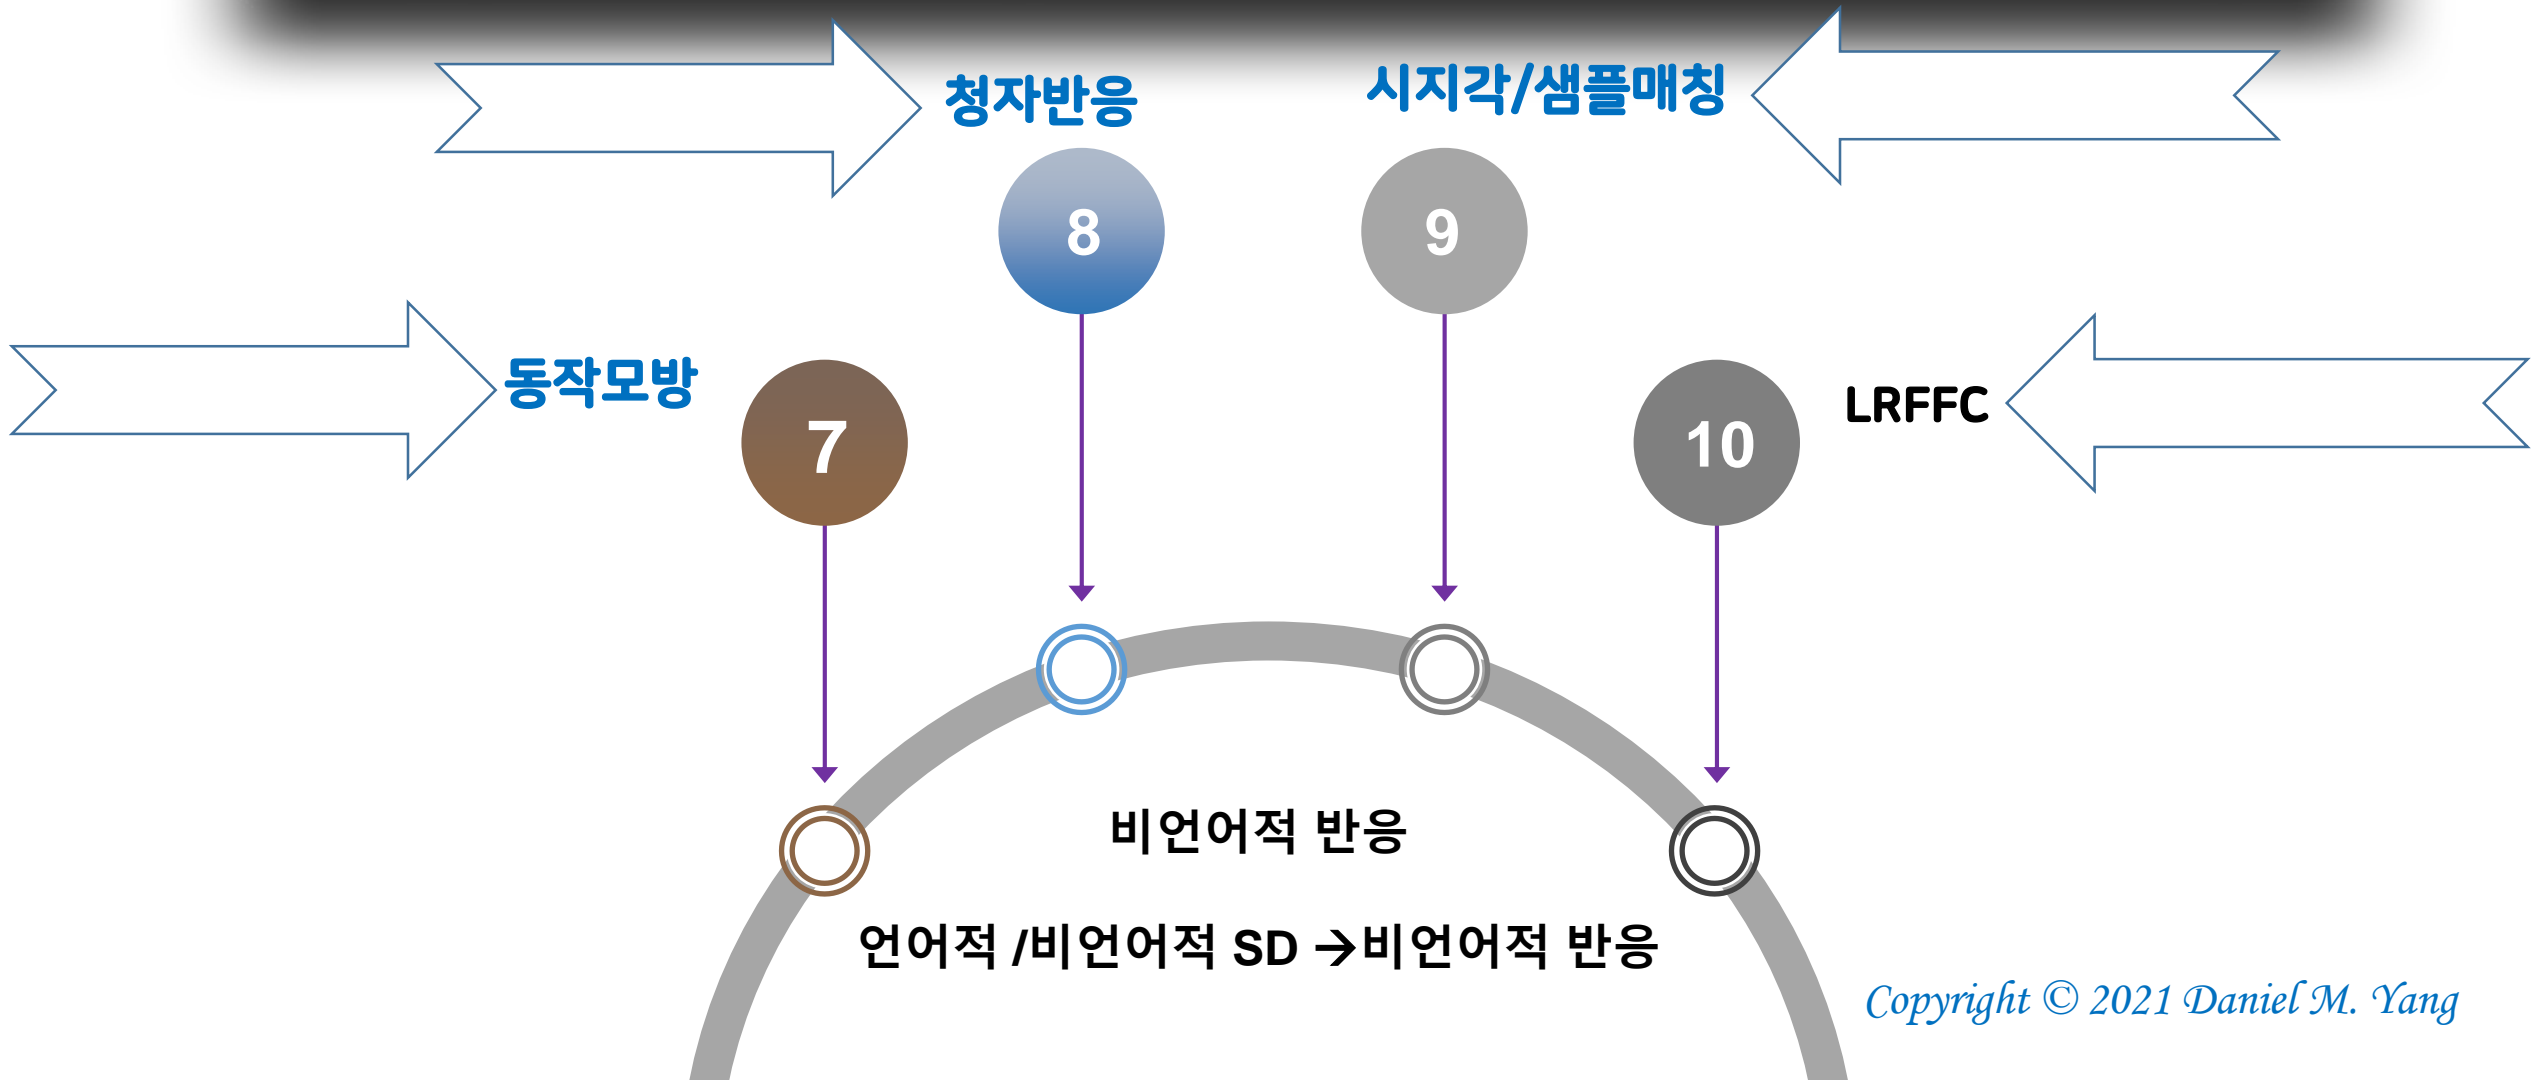 청자반응
시지각/샘플매칭
8
9
동작모방
7
10
LRFFC
비언어적 반응
언어적 /비언어적 SD →비언어적 반응
Copyright © 2021 Daniel M. Yang